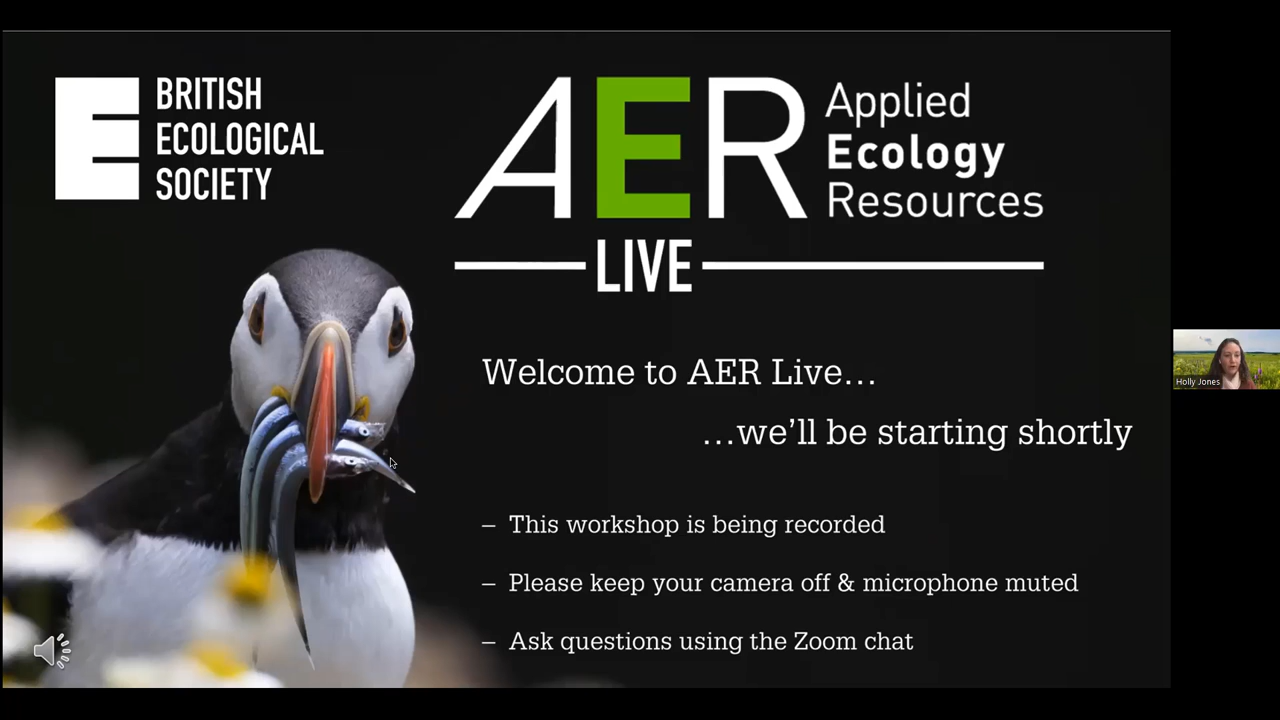 BRITISH
ECOLOGICAL
SOCIETY
AER
Applied
Ecology
Resources
LIVE
Welcome to AER Live…
…we’ll be starting shortly
– This workshop is being recorded
– Please keep your camera off & microphone muted
– Ask questions using the Zoom chat
Holly Jones